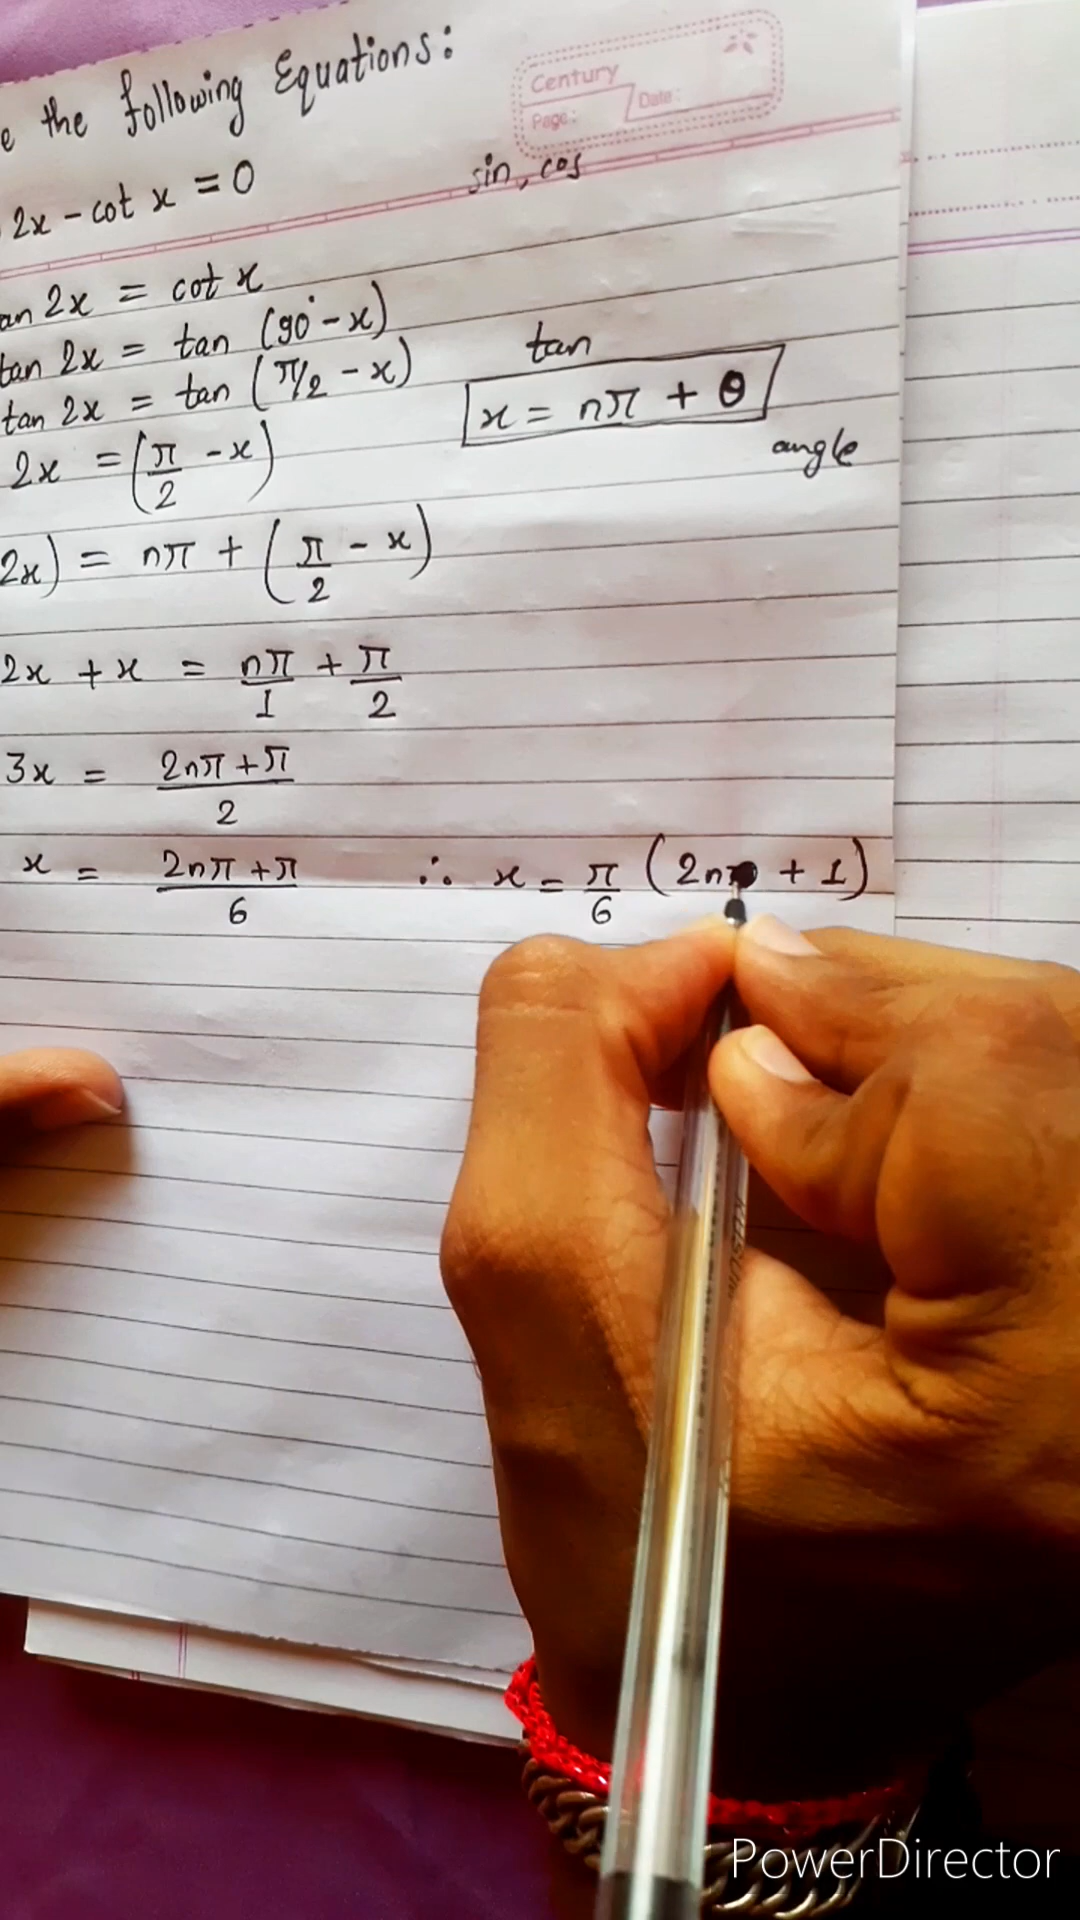 e the following Equations:
Century
Page:
Date:
2x - cot x = 0
sin, cos
an 2x = cot x
tan 2x = tan (90° - x)
tan 2x = tan (π/2 - x)
tan
x = nπ + θ
angle
2x = (π/2 - x)
2x) = nπ + (π/2 - x)
2x + x = nπ/1 + π/2
3x = 2nπ + π/2
x = 2nπ + π/6 ∴ x = π/6 (2n + 1)
PowerDirector